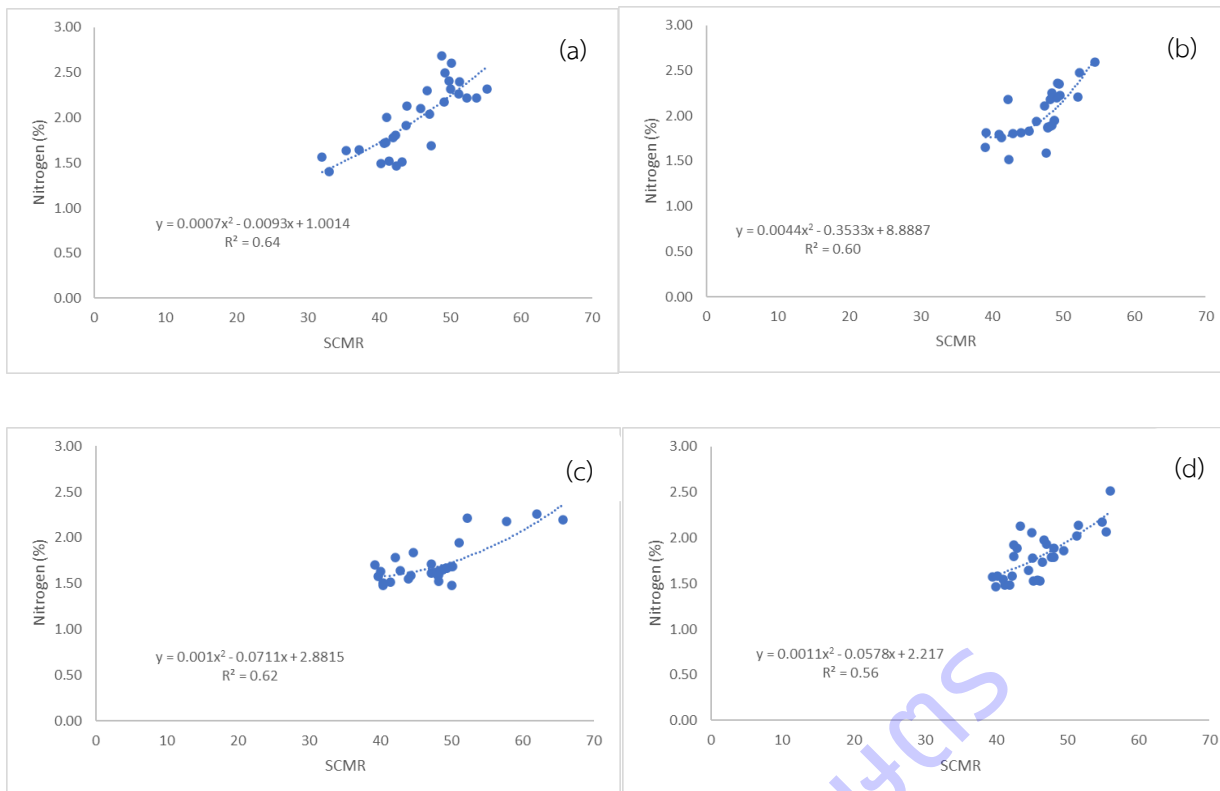 (a)
3.00
2.50
2.00
1.50
1.00
0.50
0.00
Nitrogen (%)
y = 0.0007x² - 0.0093x + 1.0014
R² = 0.64
0 10 20 30 40 50 60 70
SCMR
(b)
3.00
2.50
2.00
1.50
1.00
0.50
0.00
Nitrogen (%)
y = 0.0044x² - 0.3533x + 8.8887
R² = 0.60
0 10 20 30 40 50 60 70
SCMR
(c)
3.00
2.50
2.00
1.50
1.00
0.50
0.00
Nitrogen (%)
y = 0.001x² - 0.0711x + 2.8815
R² = 0.62
0 10 20 30 40 50 60 70
SCMR
(d)
3.00
2.50
2.00
1.50
1.00
0.50
0.00
Nitrogen (%)
y = 0.0011x² - 0.0578x + 2.217
R² = 0.56
0 10 20 30 40 50 60 70
SCMR